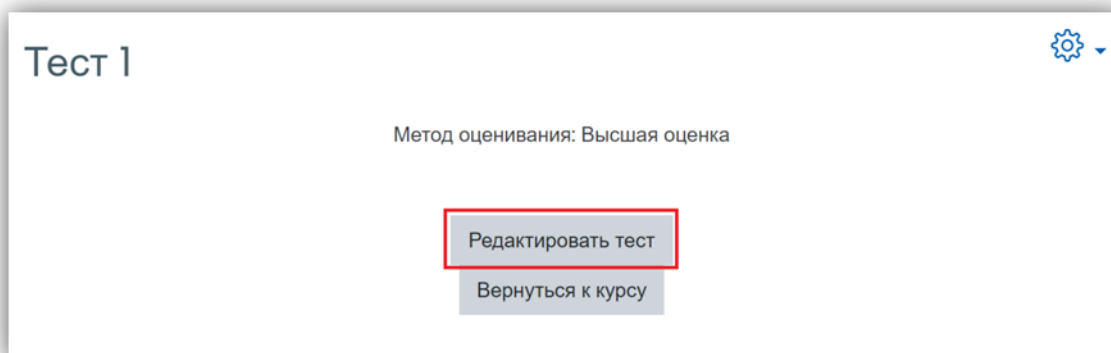 Тест 1
Метод оценивания: Высшая оценка
Редактировать тест
Вернуться к курсу